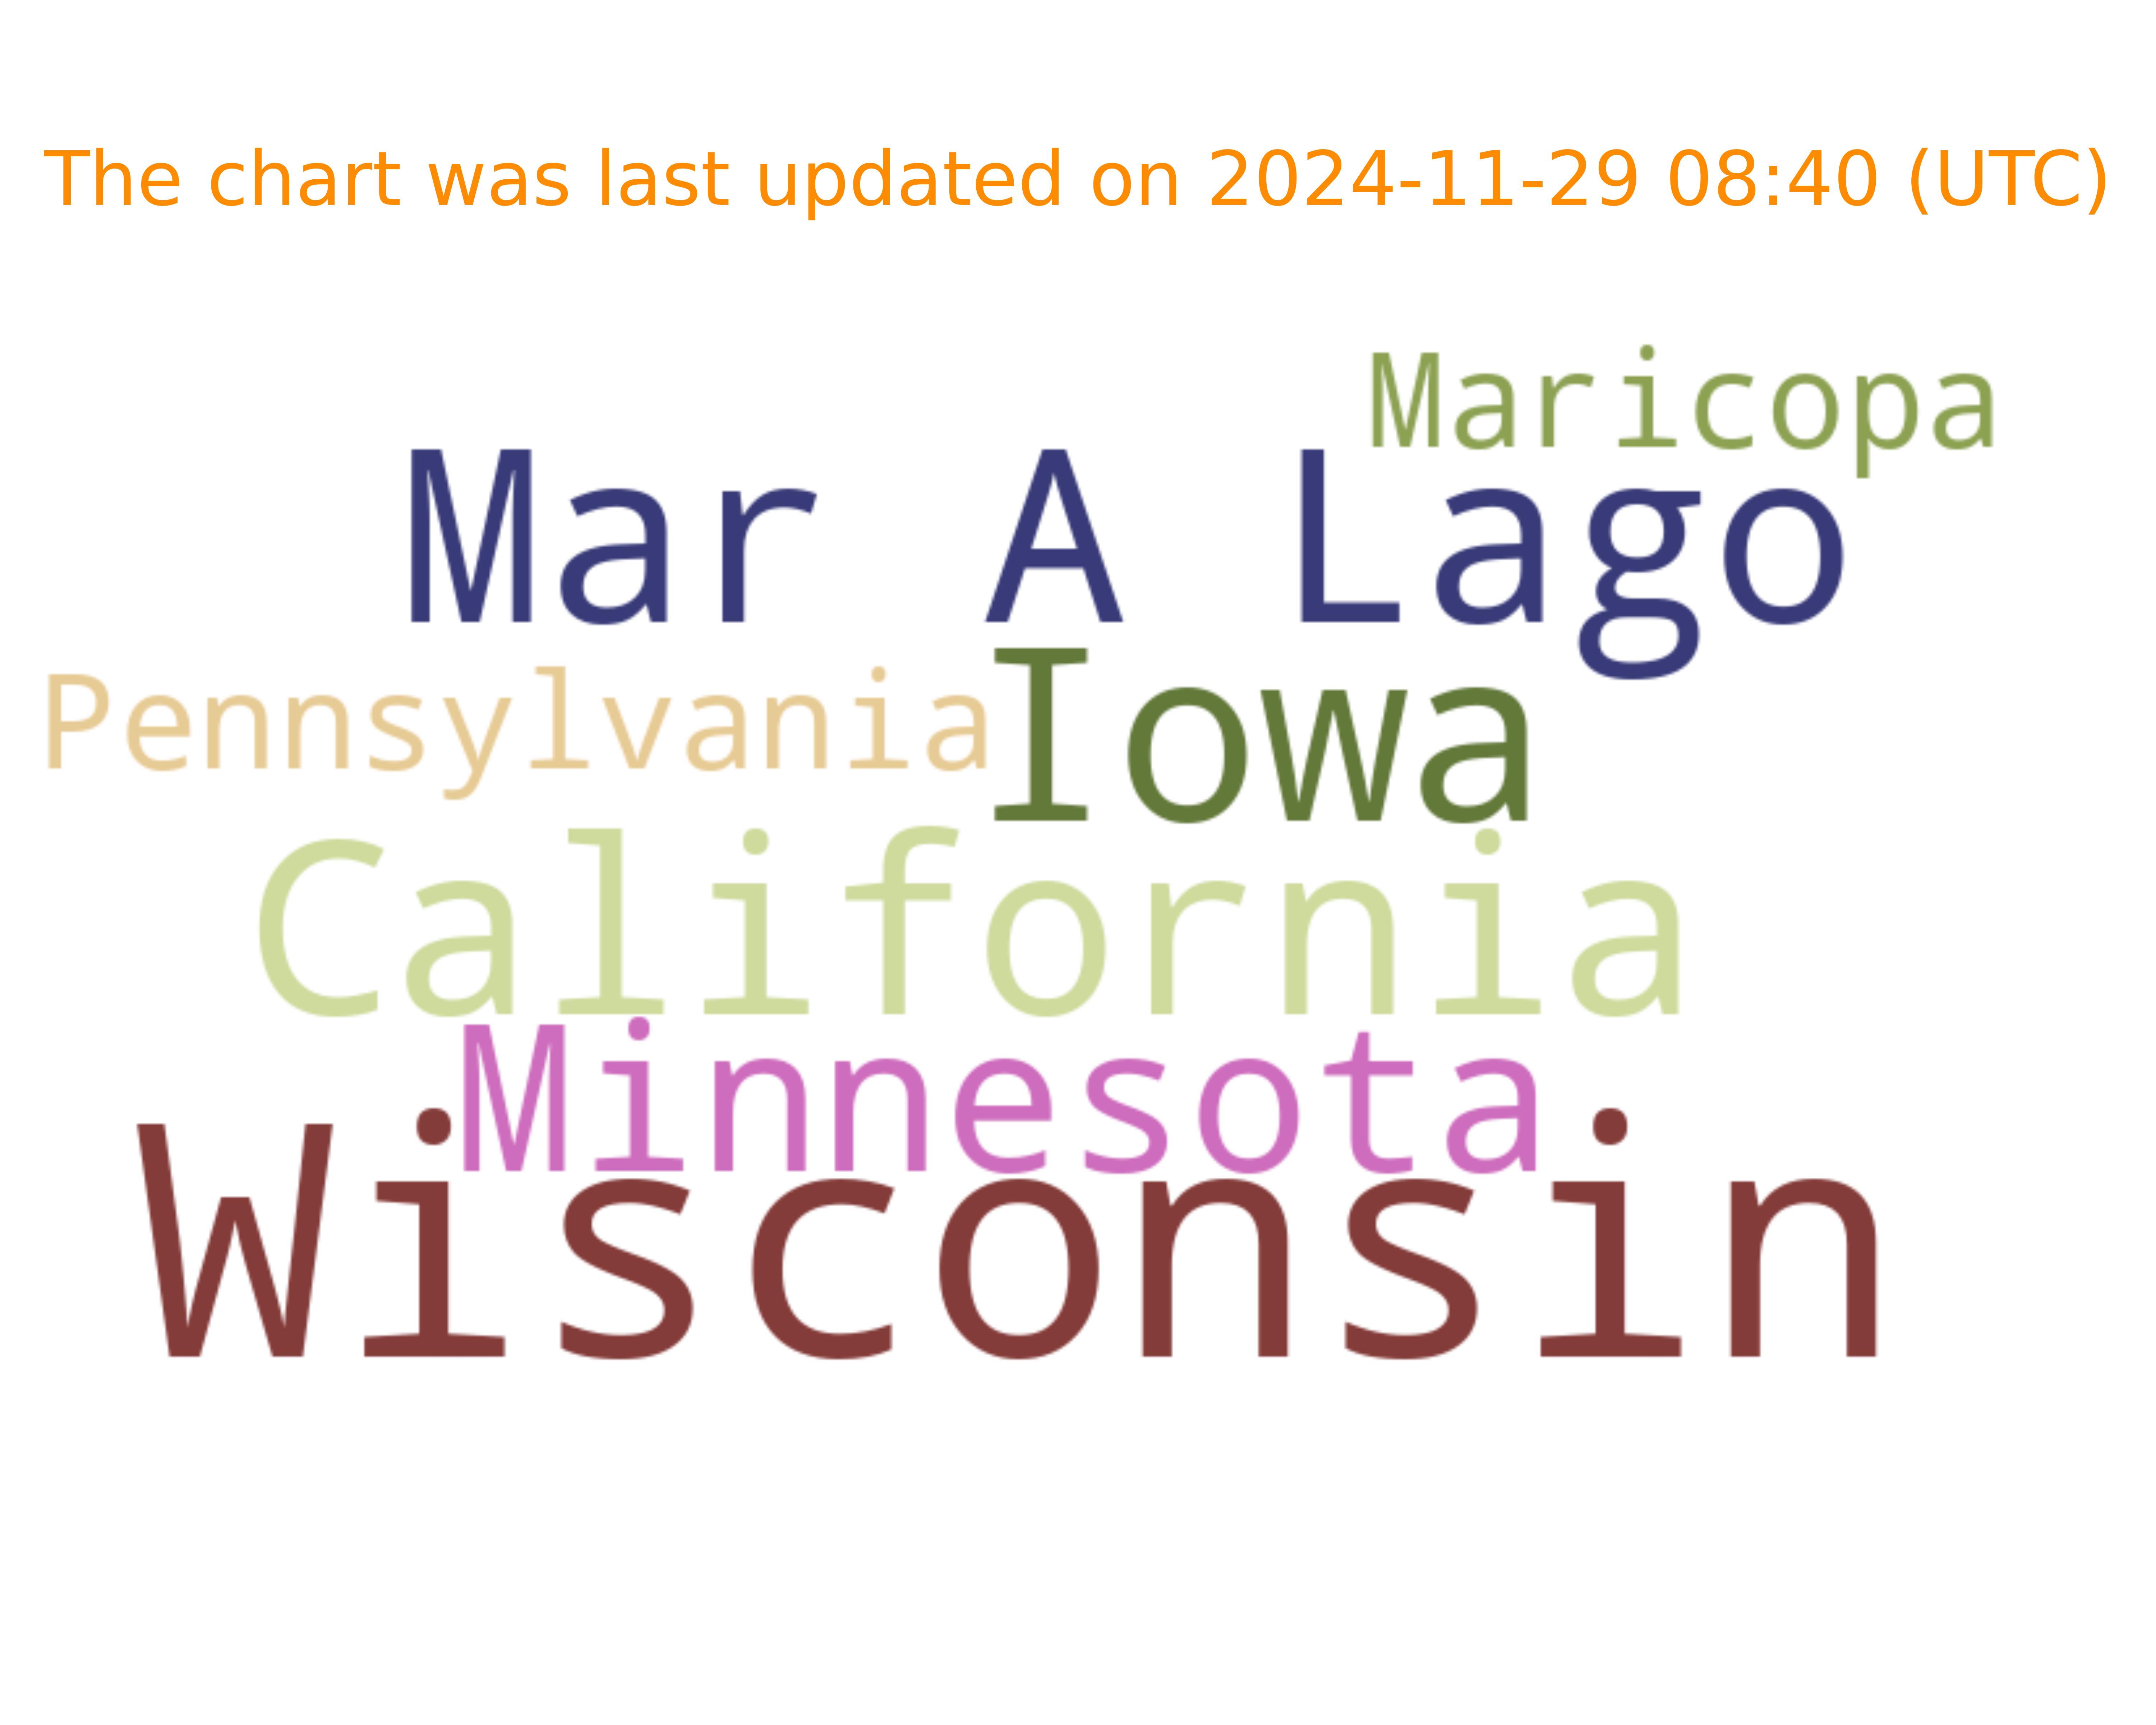 The chart was last updated on 2024-11-29 08:40 (UTC)
Maricopa
Mar A Lago
Pennsylvania
Iowa
California
Minnesota
Wisconsin